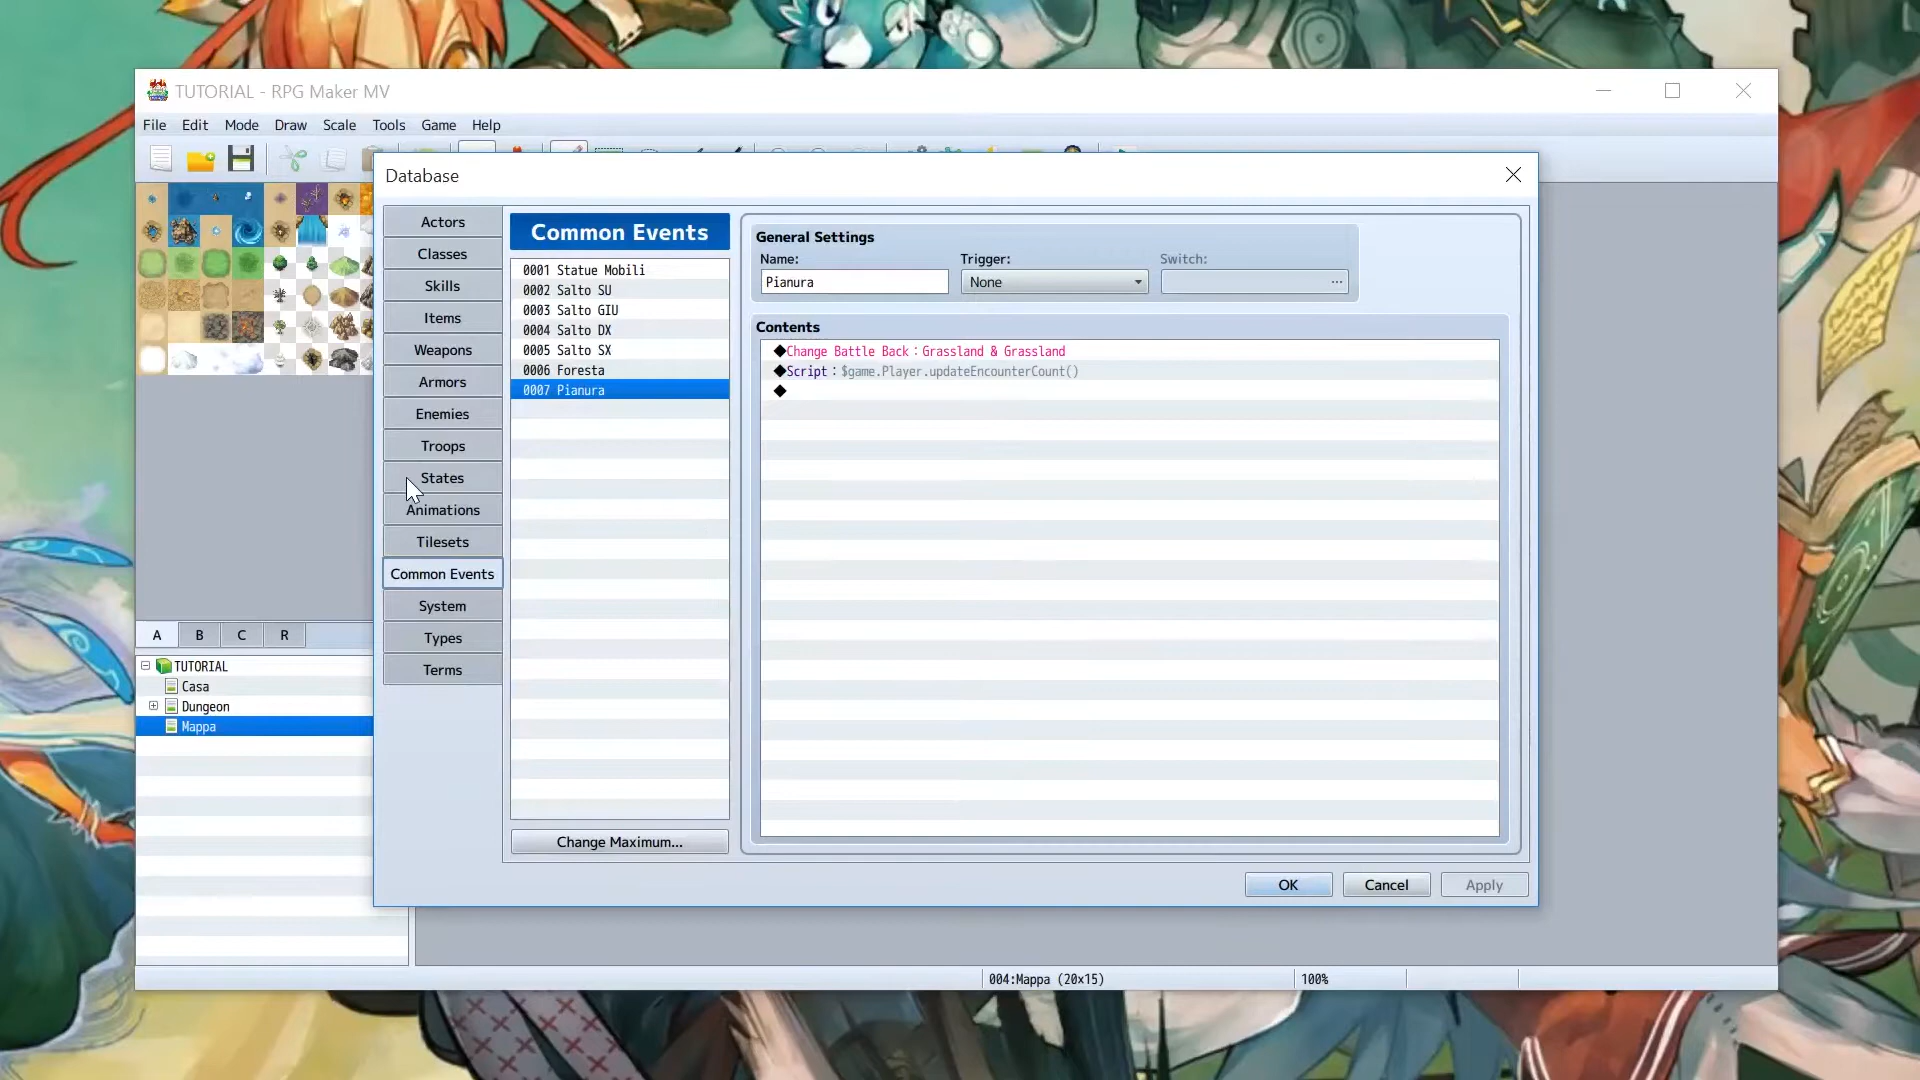 TUTORIAL - RPG Maker MV
File Edit Mode Draw Scale Tools Game Help
Database
Actors
Classes
Skills
Items
Weapons
Armors
Enemies
Troops
States
Animations
Tilesets
Common Events
System
Types
Terms
Common Events
0001 Statue Mobili
0002 Salto SU
0003 Salto GIU
0004 Salto DX
0005 Salto SX
0006 Foresta
0007 Pianura
Change Maximum...
General Settings
Name: Trigger: Switch:
Pianura None ...
Contents
◆Change Battle Back：Grassland & Grassland
◆Script：$game.Player.updateEncounterCount()
◆
OK Cancel Apply
A B C R
TUTORIAL
Casa
Dungeon
Mappa
004:Mappa (20x15) 100%